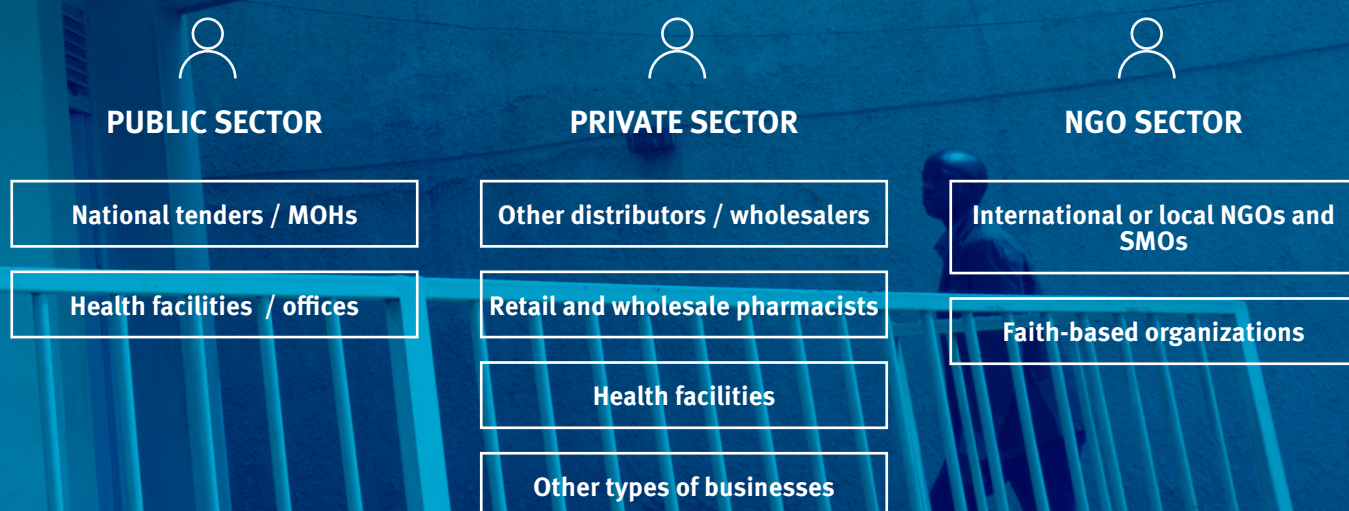 PUBLIC SECTOR
National tenders / MOHs
Health facilities / offices
PRIVATE SECTOR
Other distributors / wholesalers
Retail and wholesale pharmacists
Health facilities
Other types of businesses
NGO SECTOR
International or local NGOs and
SMOs
Faith-based organizations